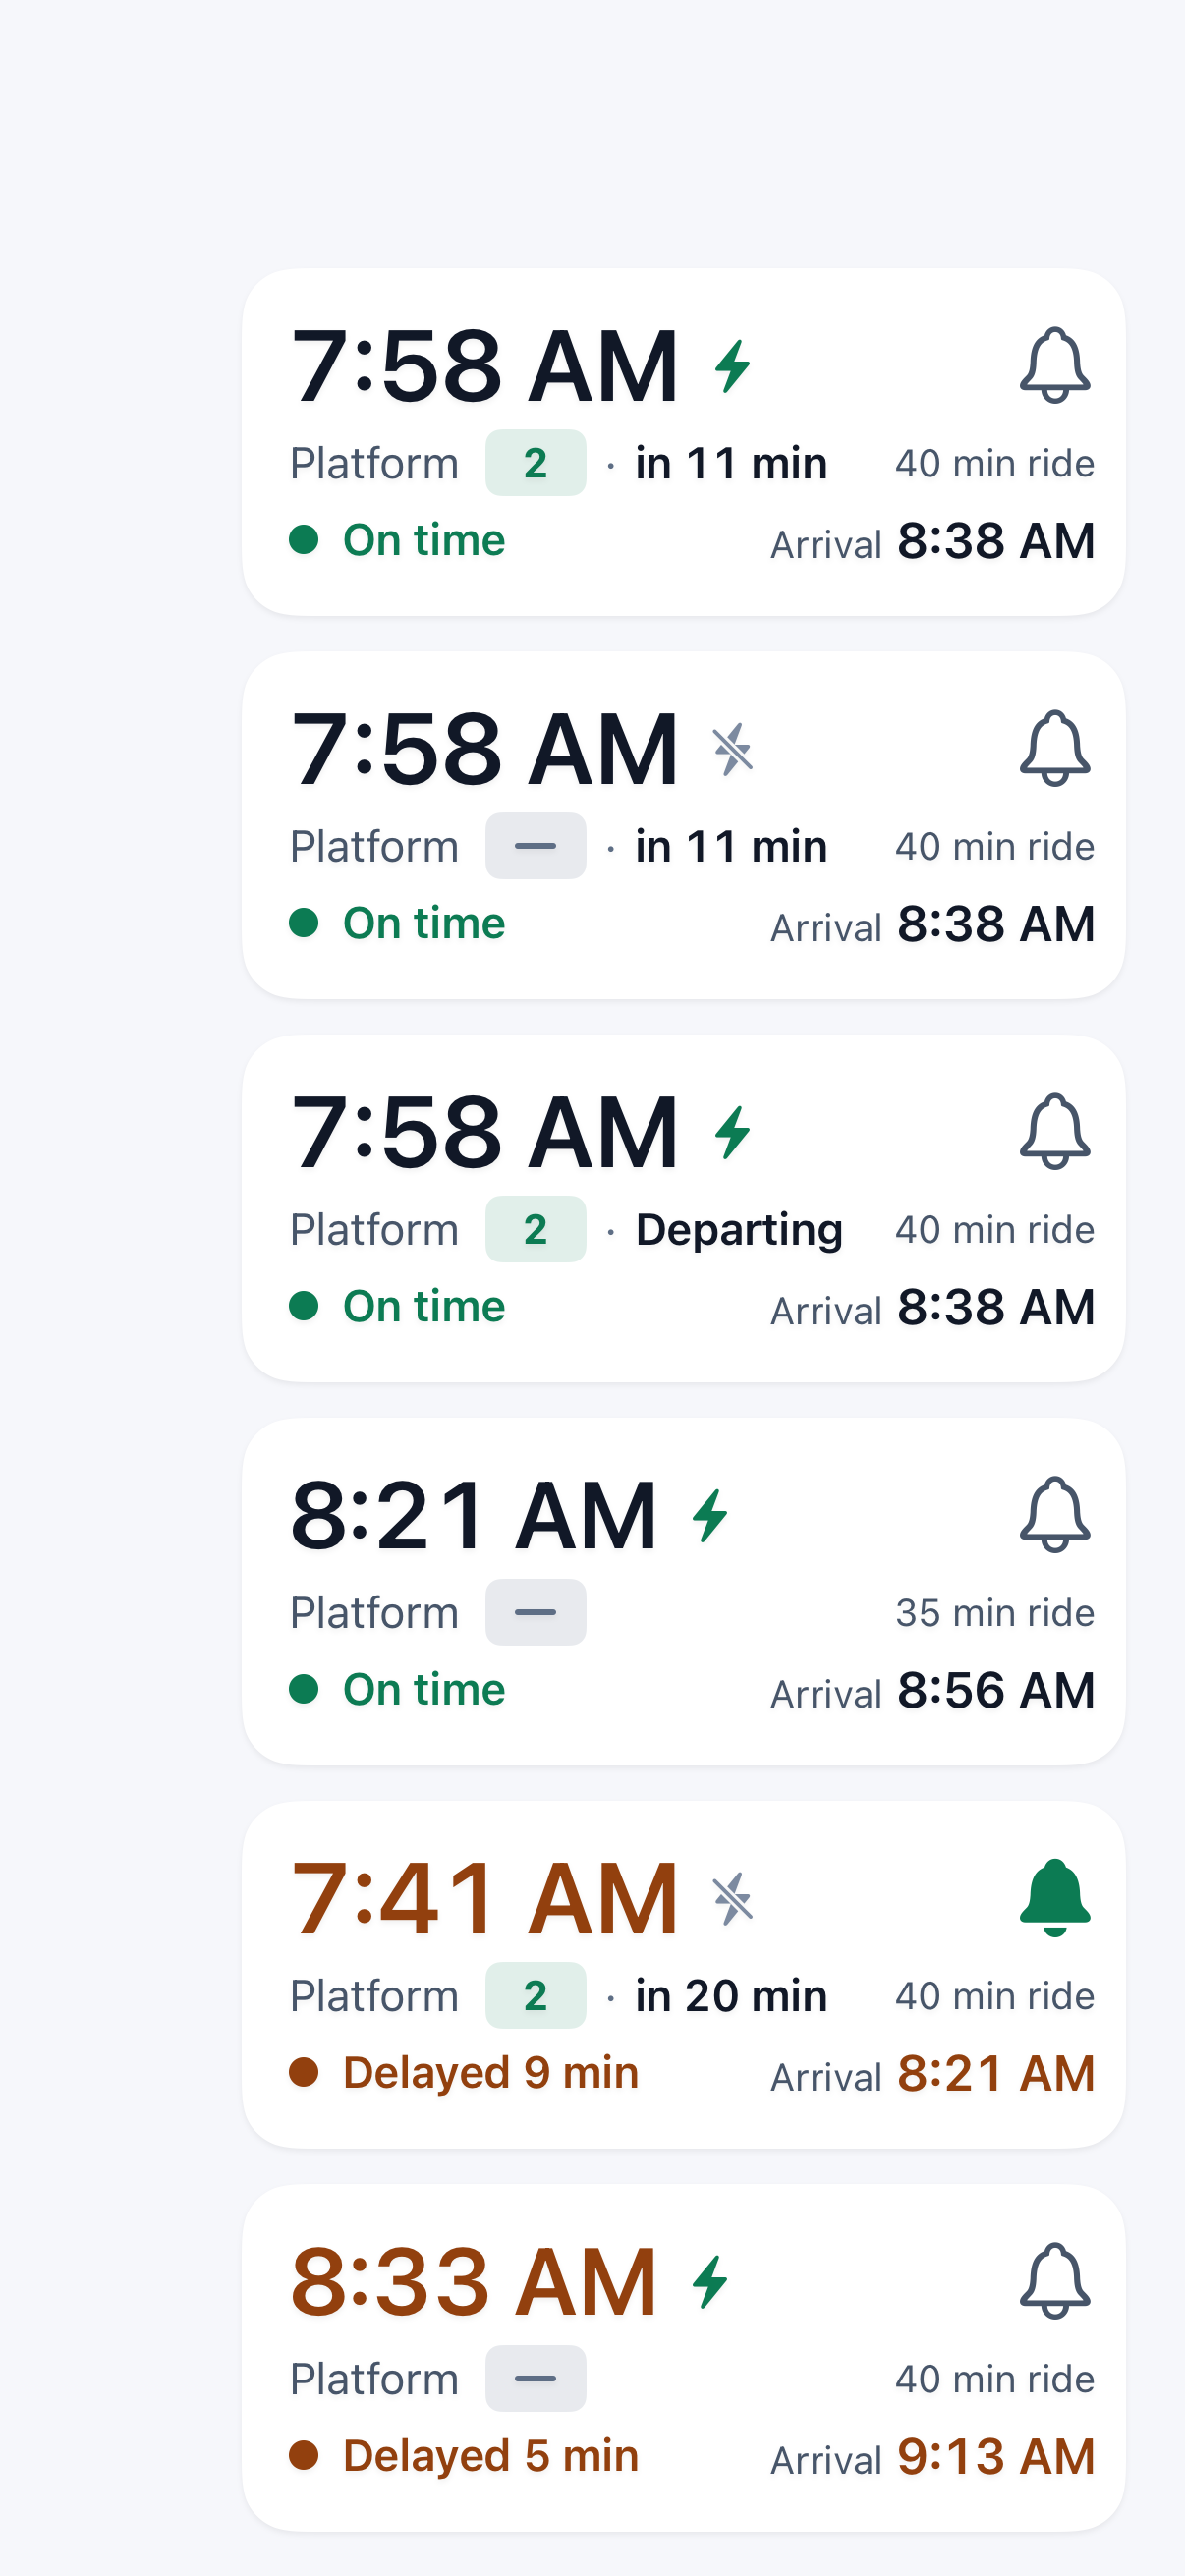 7:58 AM
Platform 2 · in 11 min 40 min ride
On time Arrival 8:38 AM
7:58 AM
Platform — · in 11 min 40 min ride
On time Arrival 8:38 AM
7:58 AM
Platform 2 · Departing 40 min ride
On time Arrival 8:38 AM
8:21 AM
Platform — 35 min ride
On time Arrival 8:56 AM
7:41 AM
Platform 2 · in 20 min 40 min ride
Delayed 9 min Arrival 8:21 AM
8:33 AM
Platform — 40 min ride
Delayed 5 min Arrival 9:13 AM